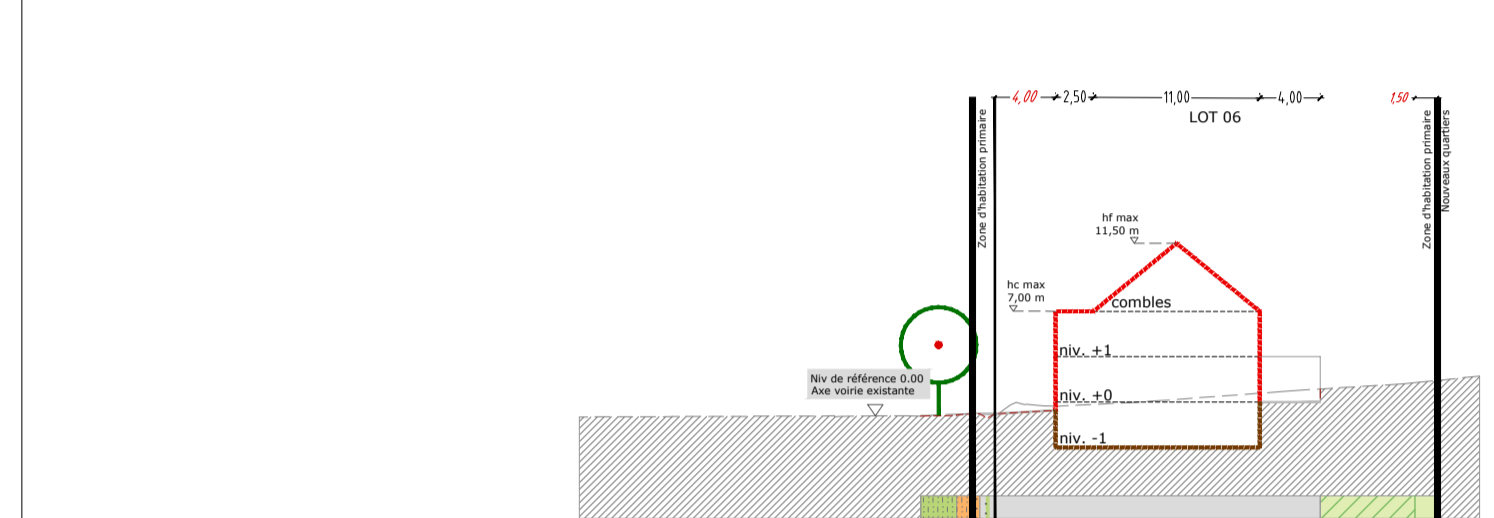 4,00 2,50 11,00 4,00 1,50
LOT 06
Zone d'habitation primaire
Zone d'habitation primaire
Nouveaux quartiers
hf max
11,50 m
hc max
7,00 m
combles
niv. +1
Niv de référence 0.00
Axe voirie existante
niv. +0
niv. -1